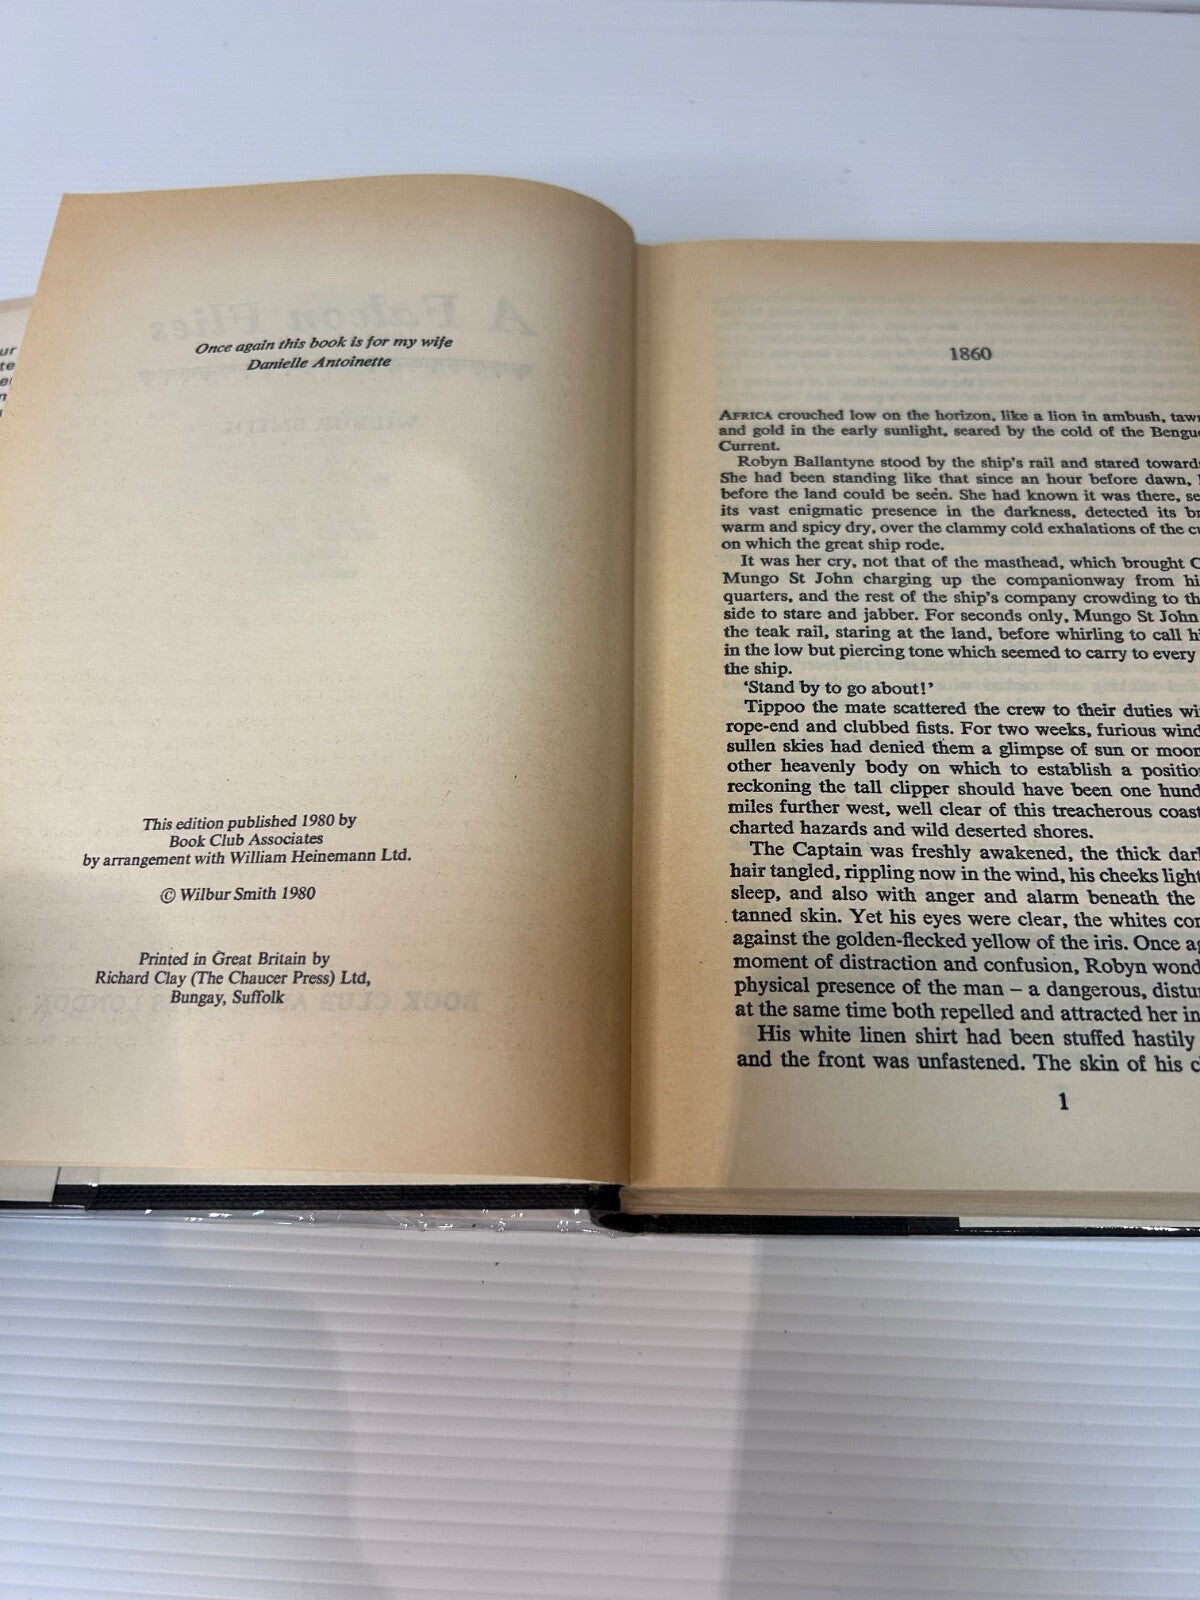 Once again this book is for my wife
Danielle Antoinette
This edition published 1980 by
Book Club Associates
by arrangement with William Heinemann Ltd.
© Wilbur Smith 1980
Printed in Great Britain by
Richard Clay (The Chaucer Press) Ltd,
Bungay, Suffolk
1860
AFRICA crouched low on the horizon, like a lion in ambush,
and gold in the early sunlight, seared by the cold of the
Current.
Robyn Ballantyne stood by the ship's rail and stared
She had been standing like that since an hour before dawn,
before the land could be seen. She had known it was there,
its vast enigmatic presence in the darkness, detected its
warm and spicy dry, over the clammy cold exhalations of the
on which the great ship rode.
It was her cry, not that of the masthead, which brought
Mungo St John charging up the companionway from
quarters, and the rest of the ship's company crowding to
side to stare and jabber. For seconds only, Mungo St John
the teak rail, staring at the land, before whirling to call
in the low but piercing tone which seemed to carry to every
the ship.
‘Stand by to go about!’
Tippoo the mate scattered the crew to their duties
rope-end and clubbed fists. For two weeks, furious
sullen skies had denied them a glimpse of sun or
other heavenly body on which to establish a
reckoning the tall clipper should have been one
miles further west, well clear of this treacherous
charted hazards and wild deserted shores.
The Captain was freshly awakened, the thick
hair tangled, rippling now in the wind, his cheeks
sleep, and also with anger and alarm beneath the
tanned skin. Yet his eyes were clear, the whites
against the golden-flecked yellow of the iris. Once
moment of distraction and confusion, Robyn
physical presence of the man – a dangerous,
at the same time both repelled and attracted her
His white linen shirt had been stuffed hastily
and the front was unfastened. The skin of his
1